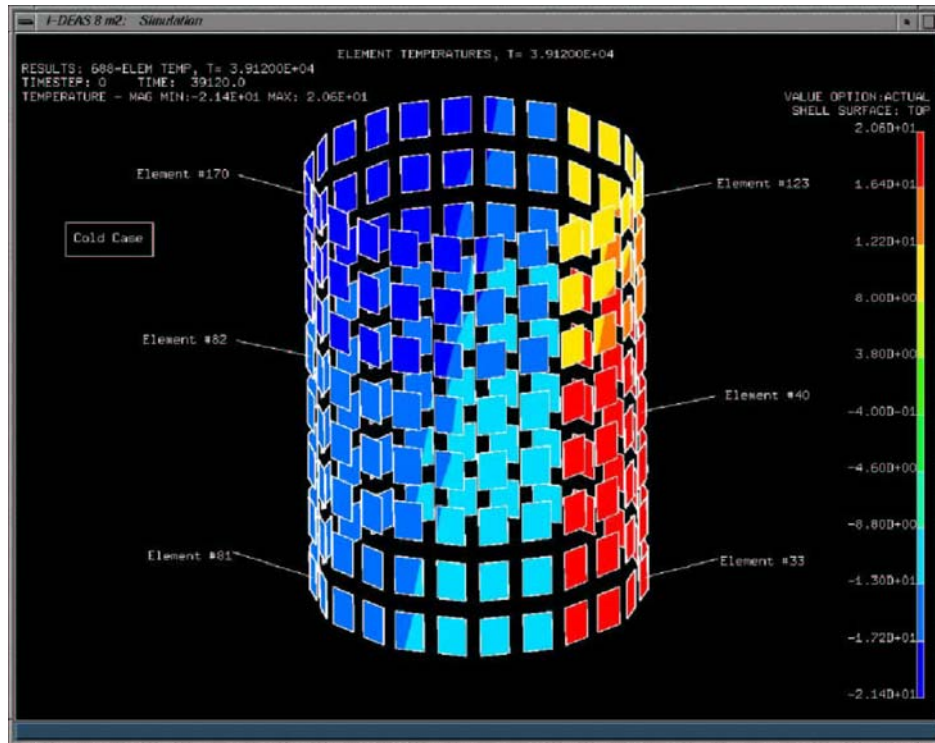 I-DEAS 8 m2: Simulation
ELEMENT TEMPERATURES, T= 3.91200E+04
RESULTS: 688-ELEM TEMP, T= 3.91200E+04
TIMESTEP: 0 TIME: 39120.0
TEMPERATURE - MAG MIN:-2.14E+01 MAX: 2.06E+01
VALUE OPTION:ACTUAL
SHELL SURFACE: TOP
2.06D+01
Element #170
Element #123
1.64D+01
Cold Case
1.22D+01
8.00D+00
Element #82
3.80D+00
Element #40
-4.00D-01
-4.60D+00
-8.80D+00
Element #81
Element #33
-1.30D+01
-1.72D+01
-2.14D+01